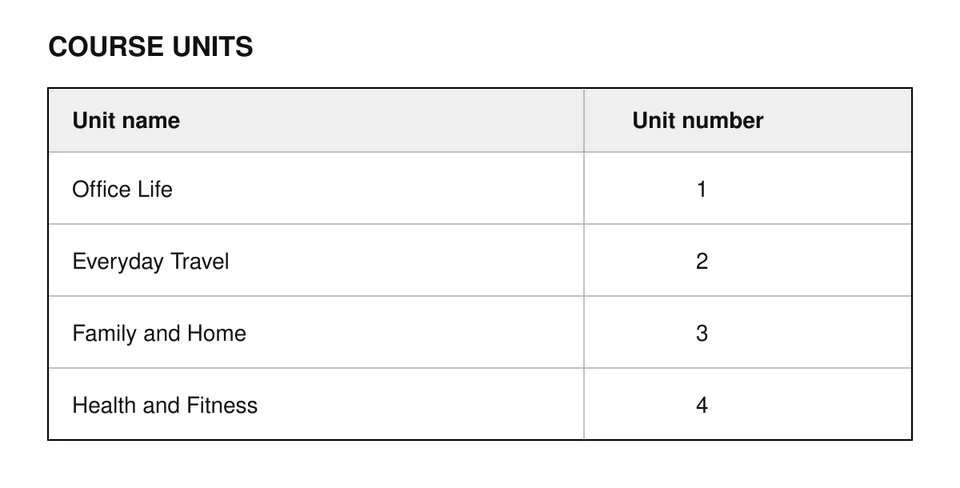 COURSE UNITS
Unit name Unit number
Office Life 1
Everyday Travel 2
Family and Home 3
Health and Fitness 4